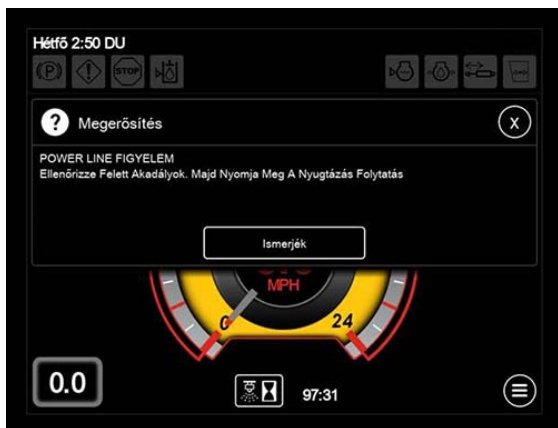 Hétfő 2:50 DU
(P)
STOP
? Megerősítés X
POWER LINE FIGYELEM
Ellenőrizze Felett Akadályok. Majd Nyomja Meg A Nyugtázás Folytatás
Ismerjék
MPH
0 24
0.0
97:31